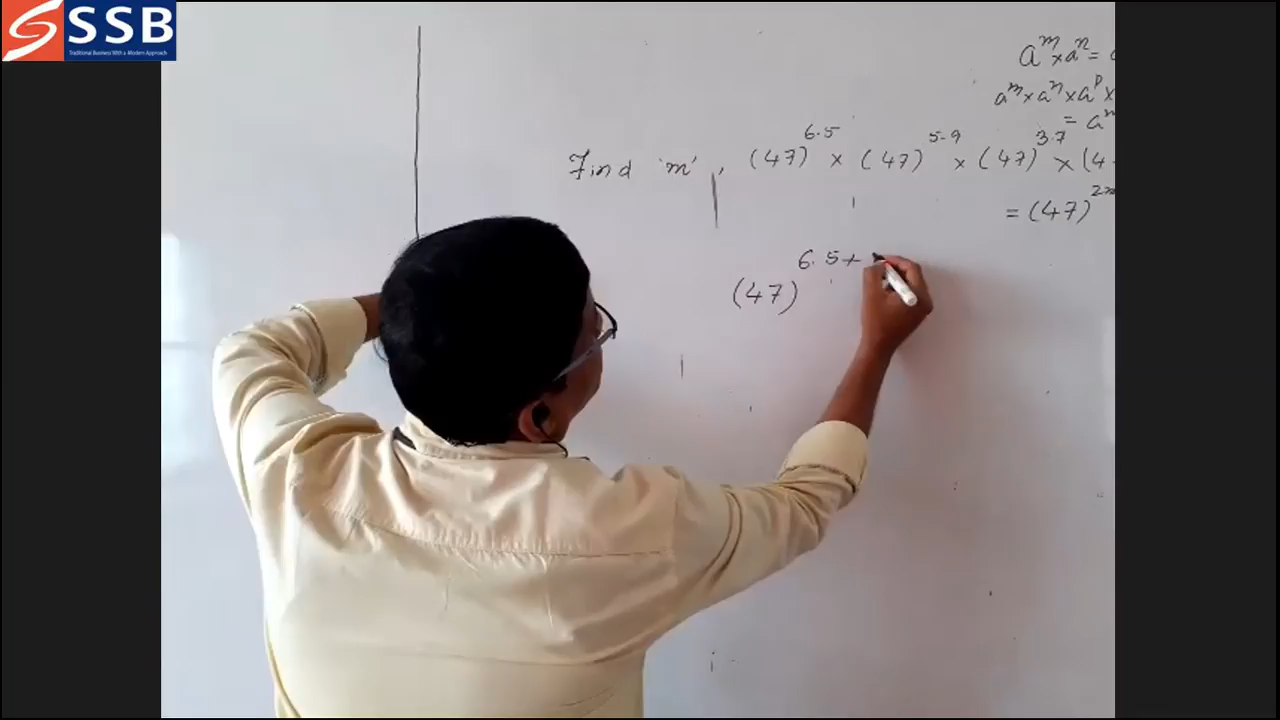 SSB
Traditional Business With a Modern Approach
a^m × a^n =
a^m × a^n × a^p ×
= a^m
Find 'm', (47)^6.5 × (47)^5.9 × (47)^3.7 × (4
= (47)^2m
(47)^6.5+